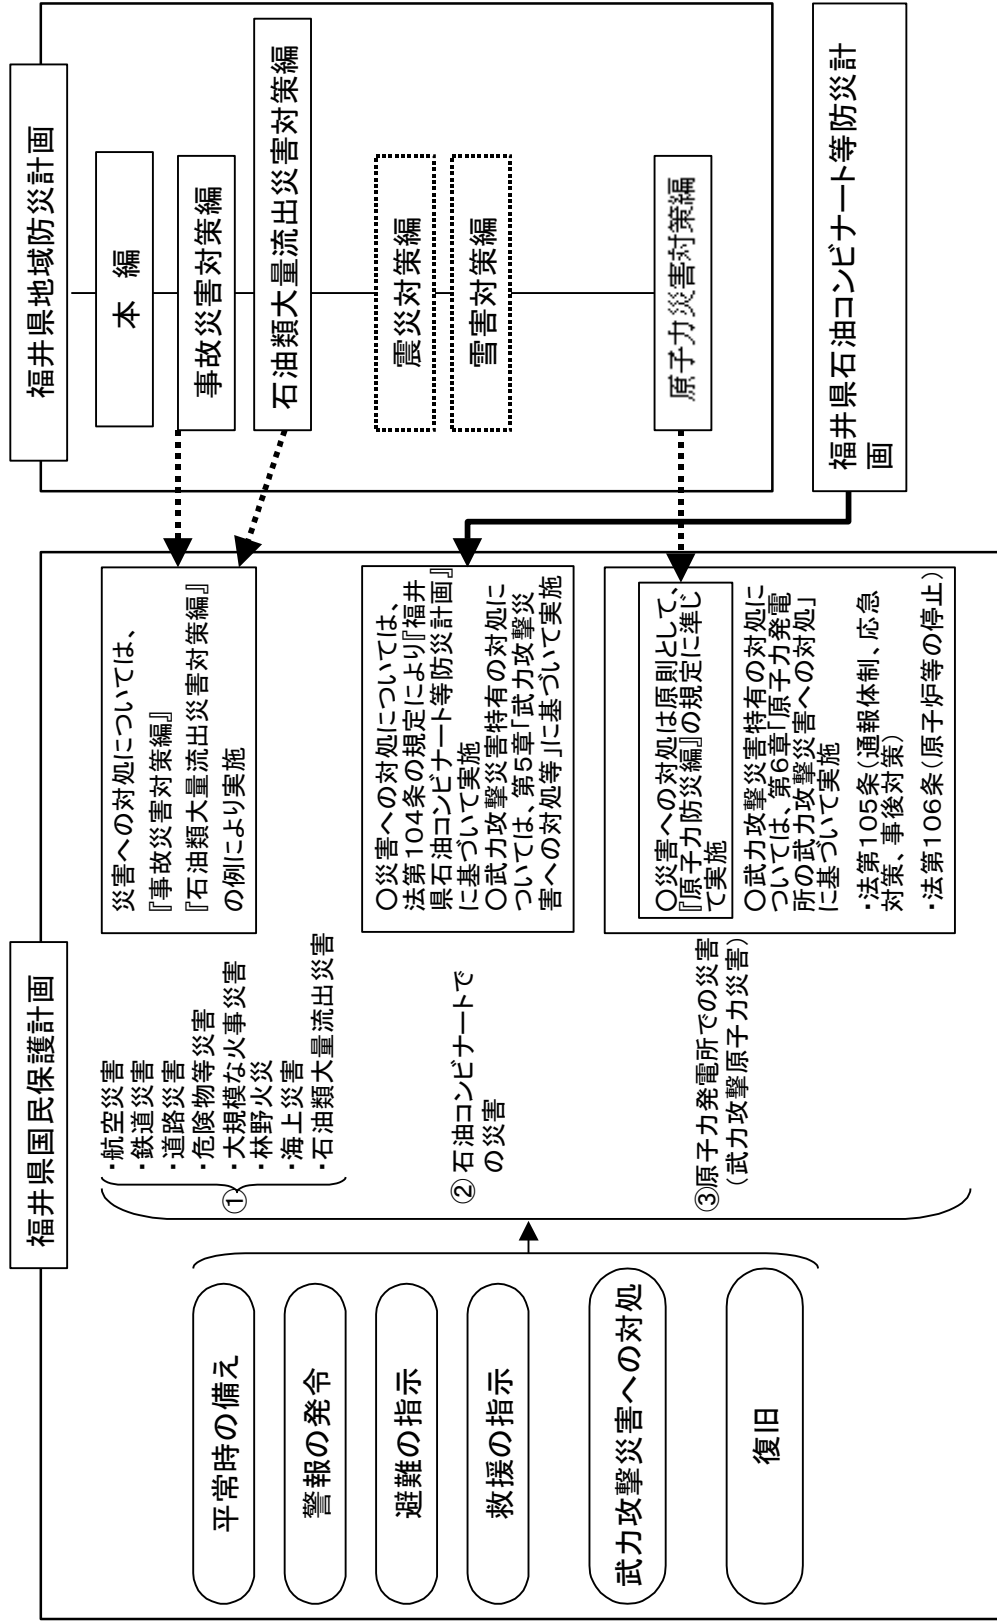 福井県国民保護計画
平常時の備え
警報の発令
避難の指示
救援の指示
武力攻撃災害への対処
復旧
①
・航空災害
・鉄道災害
・道路災害
・危険物等災害
・大規模な火事災害
・林野火災
・海上災害
・石油類大量流出災害
②石油コンビナートで
の災害
③原子力発電所での災害
(武力攻撃原子力災害)
災害への対処については、
『事故災害対策編』
『石油類大量流出災害対策編』
の例により実施
○災害への対処については、
法第104条の規定により『福井
県石油コンビナート等防災計画』
に基づいて実施
○武力攻撃災害特有の対処に
ついては、第5章「武力攻撃災
害への対処等」に基づいて実施
○災害への対処は原則として、
『原子力防災編』の規定に準じ
て実施
○武力攻撃災害特有の対処に
ついては、第6章「原子力発電
所の武力攻撃災害への対処」
に基づいて実施
・法第105条(通報体制、応急
対策、事後対策)
・法第106条(原子炉等の停止)
福井県地域防災計画
本 編
事故災害対策編
石油類大量流出災害対策編
震災対策編
雪害対策編
原子力災害対策編
福井県石油コンビナート等防災計
画